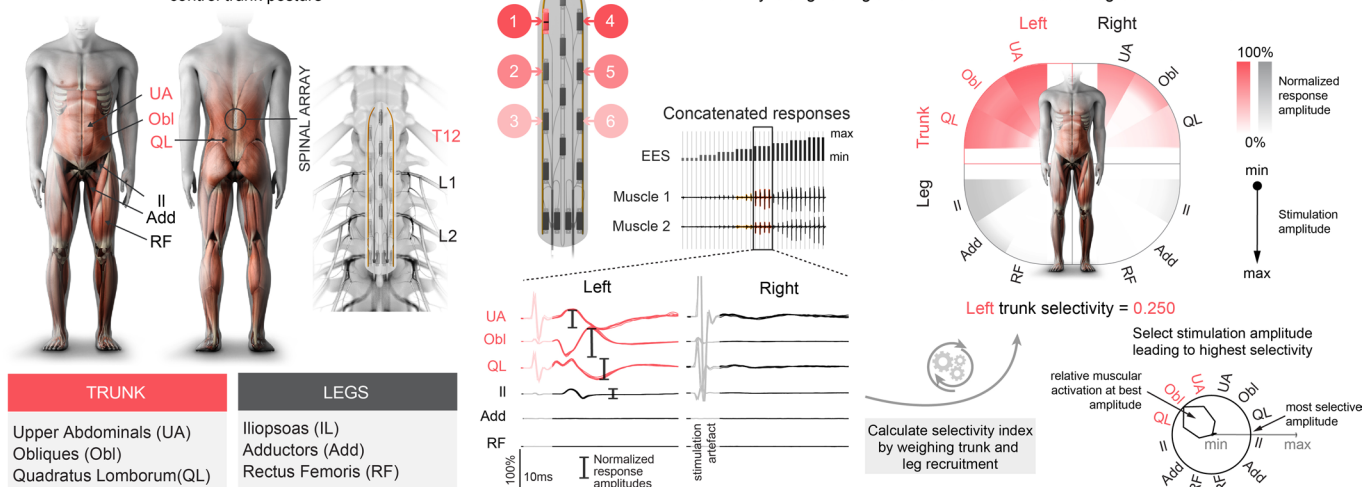 control trunk posture
UA
Obl
QL
Il
Add
RF
SPINAL ARRAY
T12
L1
L2
TRUNK
Upper Abdominals (UA)
Obliques (Obl)
Quadratus Lomborum(QL)
LEGS
Iliopsoas (IL)
Adductors (Add)
Rectus Femoris (RF)
1
2
3
4
5
6
Concatenated responses
EES
max
min
Muscle 1
Muscle 2
Left
Right
UA
Obl
QL
Il
Add
RF
100%
10ms
Normalized
response
amplitudes
stimulation
artefact
Left
Right
Trunk
Leg
UA
Obl
QL
Il
Add
RF
UA
Obl
QL
Il
Add
RF
100%
0%
Normalized
response
amplitude
min
Stimulation
amplitude
max
Left trunk selectivity = 0.250
Calculate selectivity index
by weighing trunk and
leg recruitment
Select stimulation amplitude
leading to highest selectivity
relative muscular
activation at best
amplitude
UA
Obl
QL
Il
Add
RF
UA
Obl
QL
Il
Add
RF
most selective
amplitude
min
max